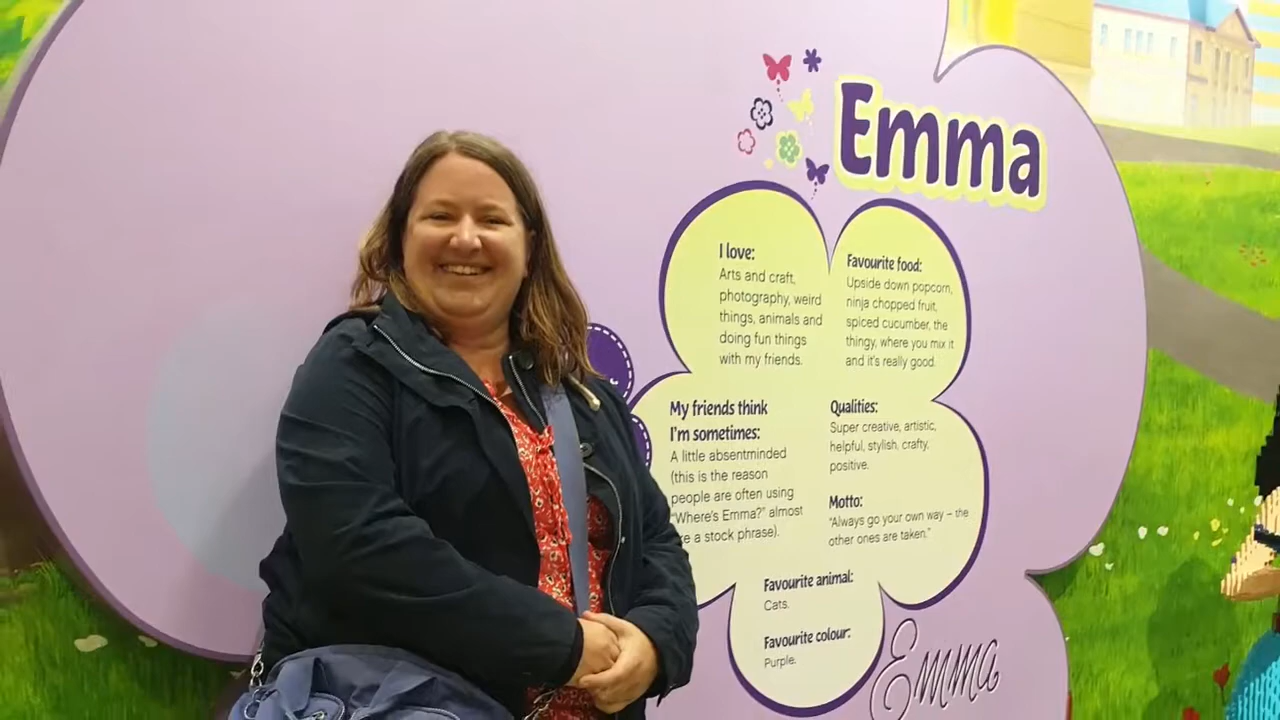 Emma
I love:
Arts and craft,
photography, weird
things, animals and
doing fun things
with my friends.
Favourite food:
Upside down popcorn,
ninja chopped fruit,
spiced cucumber, the
thingy, where you mix it
and it's really good.
My friends think
I'm sometimes:
A little absentminded
(this is the reason
people are often using
"Where's Emma?" almost
a stock phrase).
Qualities:
Super creative, artistic,
helpful, stylish, crafty,
positive.
Motto:
"Always go your own way – the
other ones are taken."
Favourite animal:
Cats.
Favourite colour:
Purple.
Emma